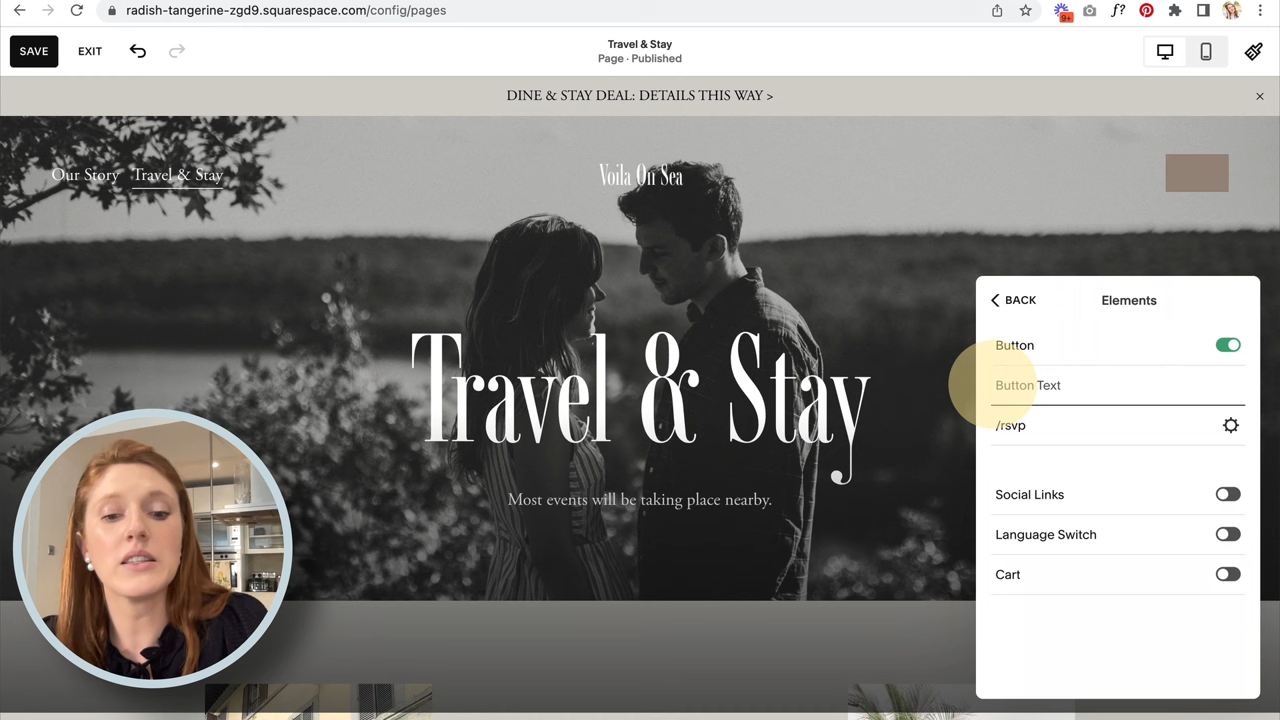 radish-tangerine-zgd9.squarespace.com/config/pages
f?
9+
SAVE
EXIT
Travel & Stay
Page · Published
DINE & STAY DEAL: DETAILS THIS WAY >
Our Story
Travel & Stay
Voila On Sea
Travel & Stay
Most events will be taking place nearby.
BACK
Elements
Button
Button Text
/rsvp
Social Links
Language Switch
Cart